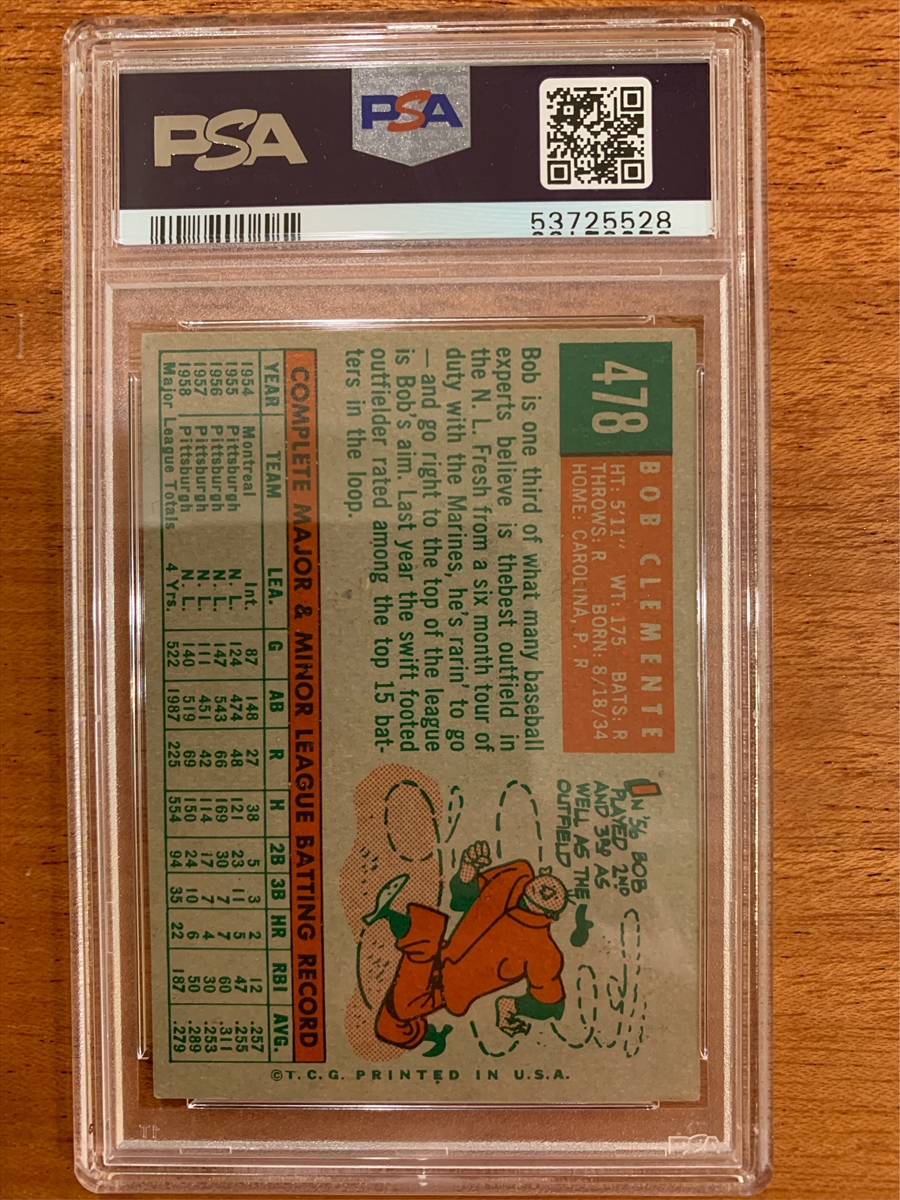 PSA
PSA
53725528
478
BOB CLEMENTE
HT: 5'11" WT: 175 BATS: R
THROWS: R BORN: 8/18/34
HOME: CAROLINA, P. R
Bob is one third of what many baseball
experts believe is thebest outfield in
the N. L. Fresh from a six month tour of
duty with the Marines, he's rarin' to go
—and go right to the top of the league
is Bob's aim. Last year the swift footed
outfielder rated among the top 15 bat-
ters in the loop.
IN '56 BOB
PLAYED 2ND
AND 3RD AS
WELL AS THE
OUTFIELD
COMPLETE MAJOR & MINOR LEAGUE BATTING RECORD
YEAR TEAM LEA. G AB R H 2B 3B HR RBI AVG.
1954 Montreal Int. 87 148 27 38 5 3 2 12 .257
1955 Pittsburgh N. L. 124 474 48 121 23 11 5 47 .255
1956 Pittsburgh N. L. 147 543 66 169 30 7 7 60 .311
1957 Pittsburgh N. L. 111 451 42 114 17 7 4 30 .253
1958 Pittsburgh N. L. 140 519 69 150 24 10 6 50 .289
Major League Totals 4 Yrs. 522 1987 225 554 94 35 22 187 .279
©T. C. G. PRINTED IN U. S. A.
PSA